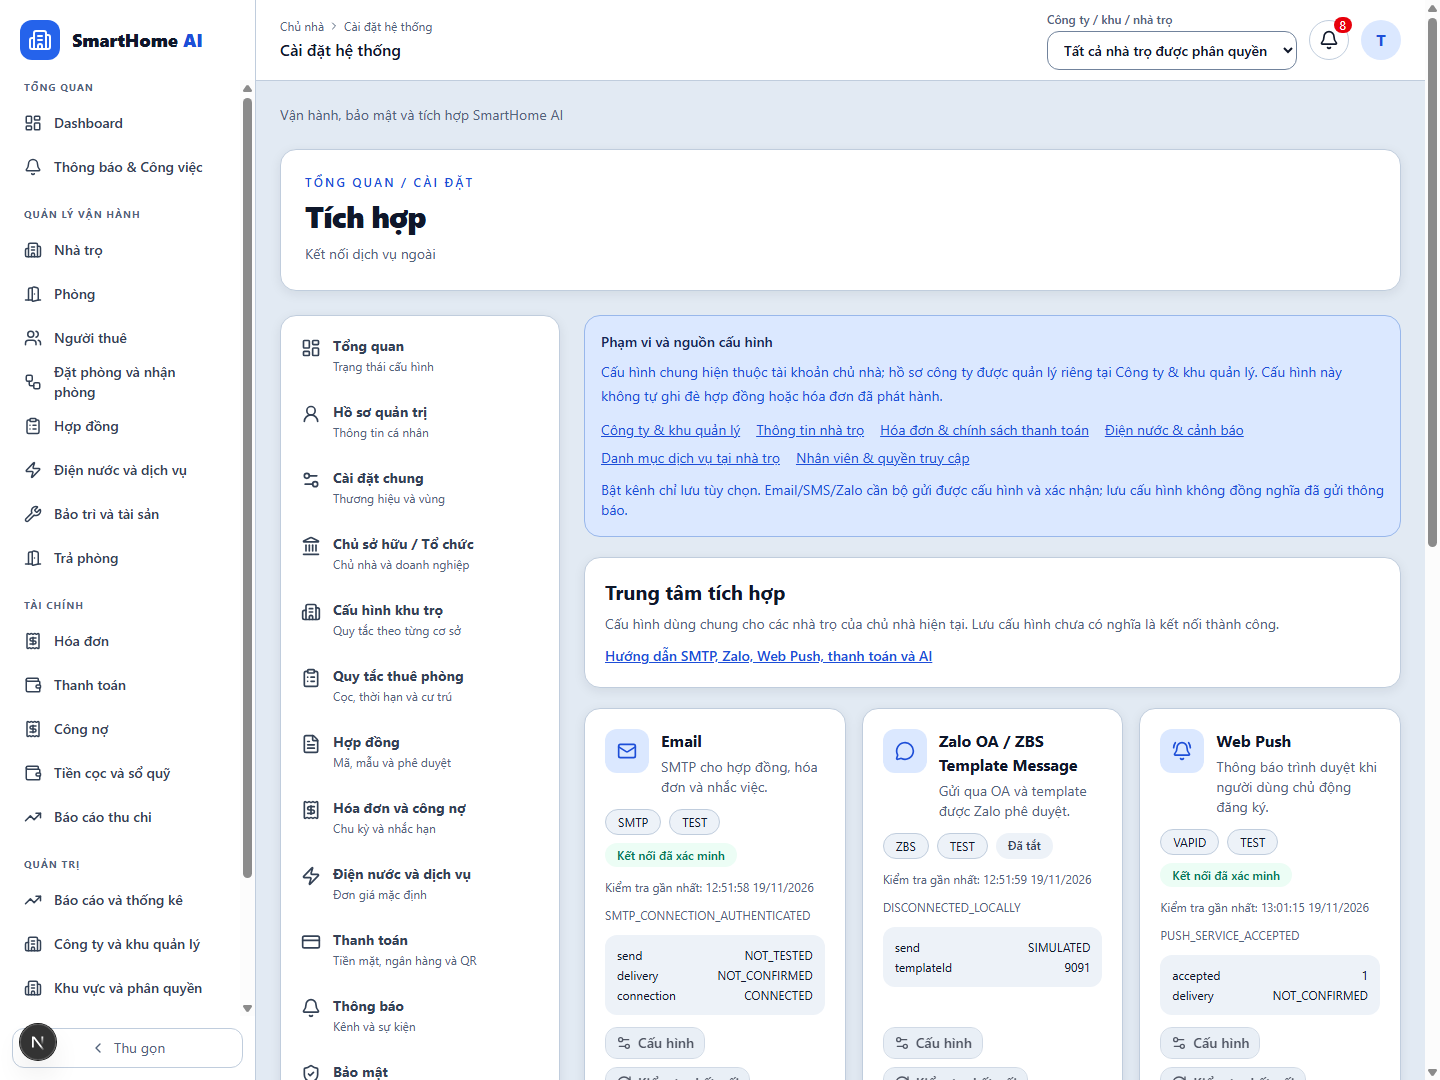 SmartHome AI
TỔNG QUAN
Dashboard
Thông báo & Công việc
QUẢN LÝ VẬN HÀNH
Nhà trọ
Phòng
Người thuê
Đặt phòng và nhận
phòng
Hợp đồng
Điện nước và dịch vụ
Bảo trì và tài sản
Trả phòng
TÀI CHÍNH
Hóa đơn
Thanh toán
Công nợ
Tiền cọc và sổ quỹ
Báo cáo thu chi
QUẢN TRỊ
Báo cáo và thống kê
Công ty và khu quản lý
Khu vực và phân quyền
N
Thu gọn
Chủ nhà > Cài đặt hệ thống
Cài đặt hệ thống
Công ty / khu / nhà trọ
Tất cả nhà trọ được phân quyền
8
T
Vận hành, bảo mật và tích hợp SmartHome AI
TỔNG QUAN / CÀI ĐẶT
Tích hợp
Kết nối dịch vụ ngoài
Tổng quan
Trạng thái cấu hình
Hồ sơ quản trị
Thông tin cá nhân
Cài đặt chung
Thương hiệu và vùng
Chủ sở hữu / Tổ chức
Chủ nhà và doanh nghiệp
Cấu hình khu trọ
Quy tắc theo từng cơ sở
Quy tắc thuê phòng
Cọc, thời hạn và cư trú
Hợp đồng
Mã, mẫu và phê duyệt
Hóa đơn và công nợ
Chu kỳ và nhắc hạn
Điện nước và dịch vụ
Đơn giá mặc định
Thanh toán
Tiền mặt, ngân hàng và QR
Thông báo
Kênh và sự kiện
Bảo mật
Phạm vi và nguồn cấu hình
Cấu hình chung hiện thuộc tài khoản chủ nhà; hồ sơ công ty được quản lý riêng tại Công ty & khu quản lý. Cấu hình này
không tự ghi đè hợp đồng hoặc hóa đơn đã phát hành.
Công ty & khu quản lý Thông tin nhà trọ Hóa đơn & chính sách thanh toán Điện nước & cảnh báo
Danh mục dịch vụ tại nhà trọ Nhân viên & quyền truy cập
Bật kênh chỉ lưu tùy chọn. Email/SMS/Zalo cần bộ gửi được cấu hình và xác nhận; lưu cấu hình không đồng nghĩa đã gửi thông
báo.
Trung tâm tích hợp
Cấu hình dùng chung cho các nhà trọ của chủ nhà hiện tại. Lưu cấu hình chưa có nghĩa là kết nối thành công.
Hướng dẫn SMTP, Zalo, Web Push, thanh toán và AI
Email
SMTP cho hợp đồng, hóa
đơn và nhắc việc.
SMTP TEST
Kết nối đã xác minh
Kiểm tra gần nhất: 12:51:58 19/11/2026
SMTP_CONNECTION_AUTHENTICATED
send NOT_TESTED
delivery NOT_CONFIRMED
connection CONNECTED
Cấu hình
Zalo OA / ZBS
Template Message
Gửi qua OA và template
được Zalo phê duyệt.
ZBS TEST Đã tắt
Kiểm tra gần nhất: 12:51:59 19/11/2026
DISCONNECTED_LOCALLY
send SIMULATED
templateId 9091
Cấu hình
Web Push
Thông báo trình duyệt khi
người dùng chủ động
đăng ký.
VAPID TEST
Kết nối đã xác minh
Kiểm tra gần nhất: 13:01:15 19/11/2026
PUSH_SERVICE_ACCEPTED
accepted 1
delivery NOT_CONFIRMED
Cấu hình